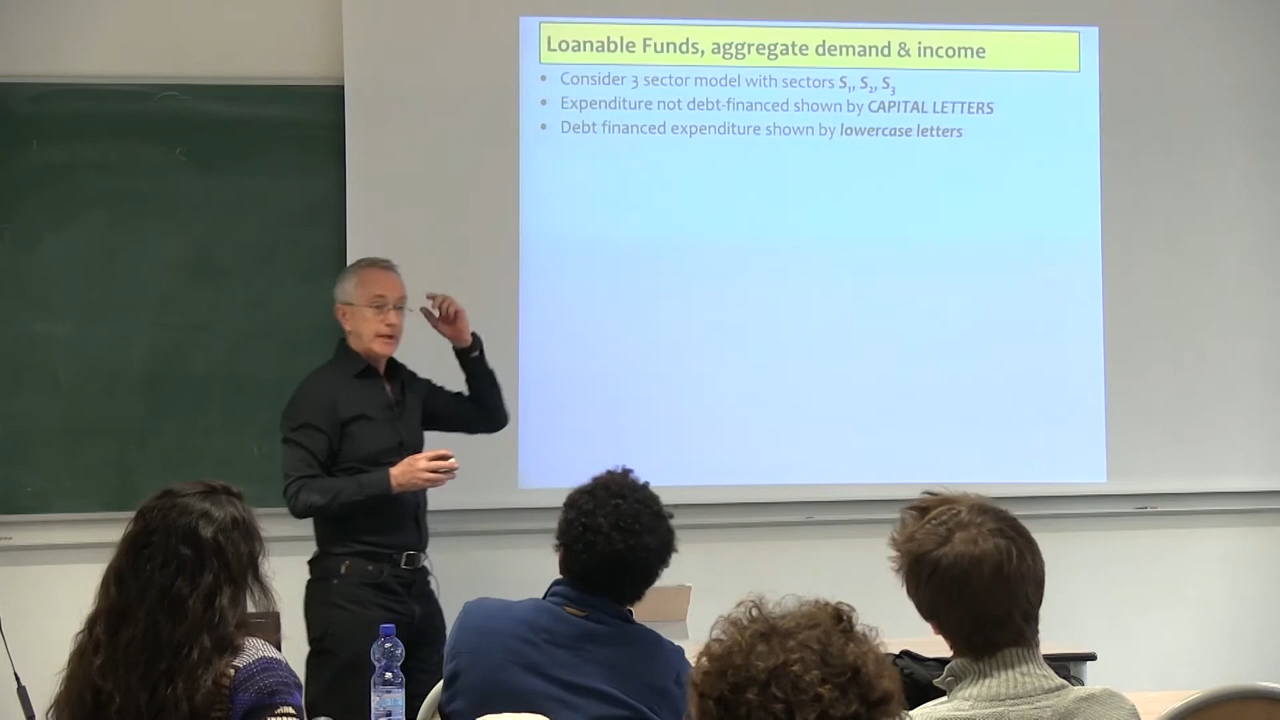 Loanable Funds, aggregate demand & income
• Consider 3 sector model with sectors S₁, S₂, S₃
• Expenditure not debt-financed shown by CAPITAL LETTERS
• Debt financed expenditure shown by lowercase letters